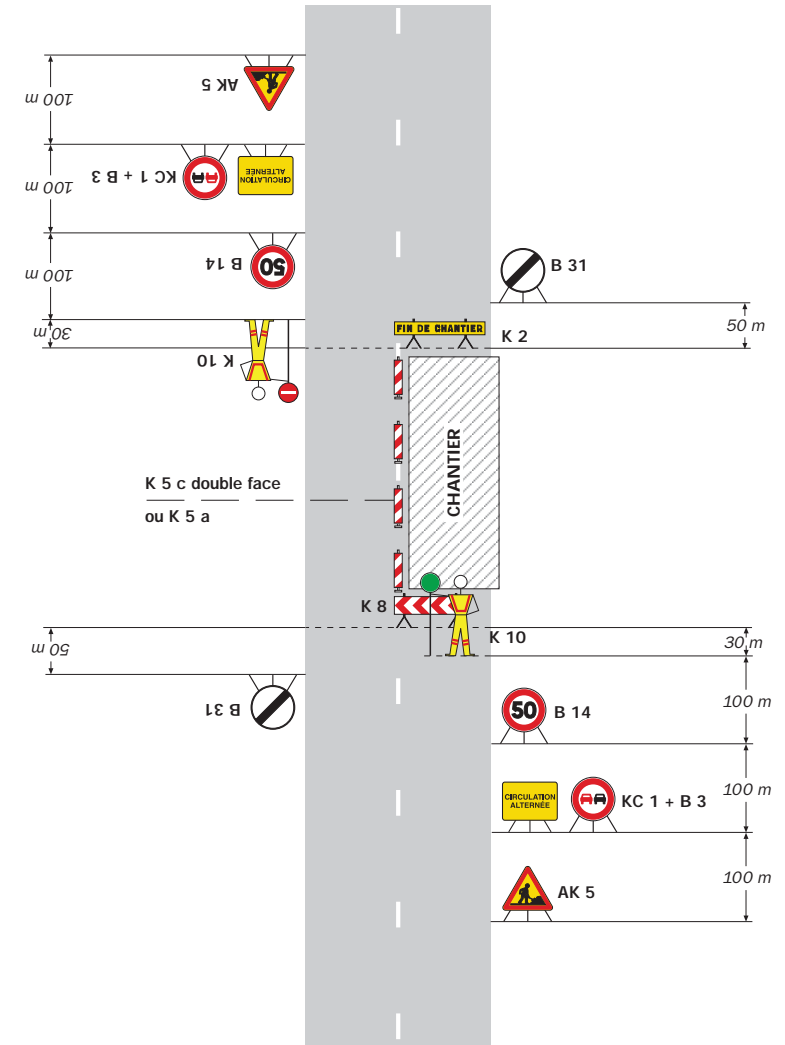 AK 5
100 m
KC 1 + B 3
CIRCULATION
ALTERNÉE
100 m
B 14
50
100 m
30 m
K 10
B 31
50 m
FIN DE CHANTIER
K 2
CHANTIER
K 5 c double face
ou K 5 a
K 8
K 10
30 m
50 m
B 31
50
B 14
100 m
CIRCULATION
ALTERNÉE
KC 1 + B 3
100 m
AK 5
100 m